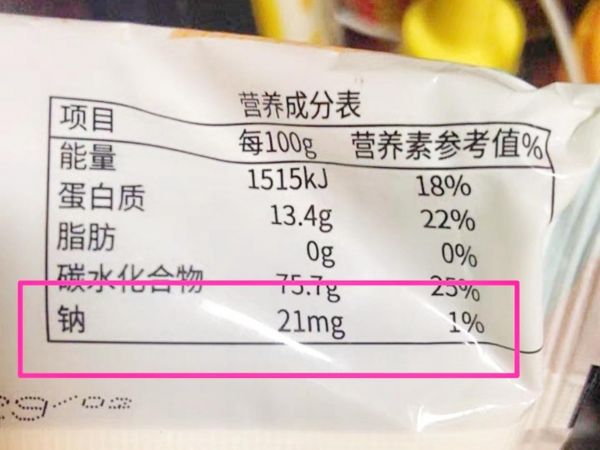 营养成分表
项目 每100g 营养素参考值%
能量 1515kJ 18%
蛋白质 13.4g 22%
脂肪 0g 0%
碳水化合物 75.7g 25%
钠 21mg 1%